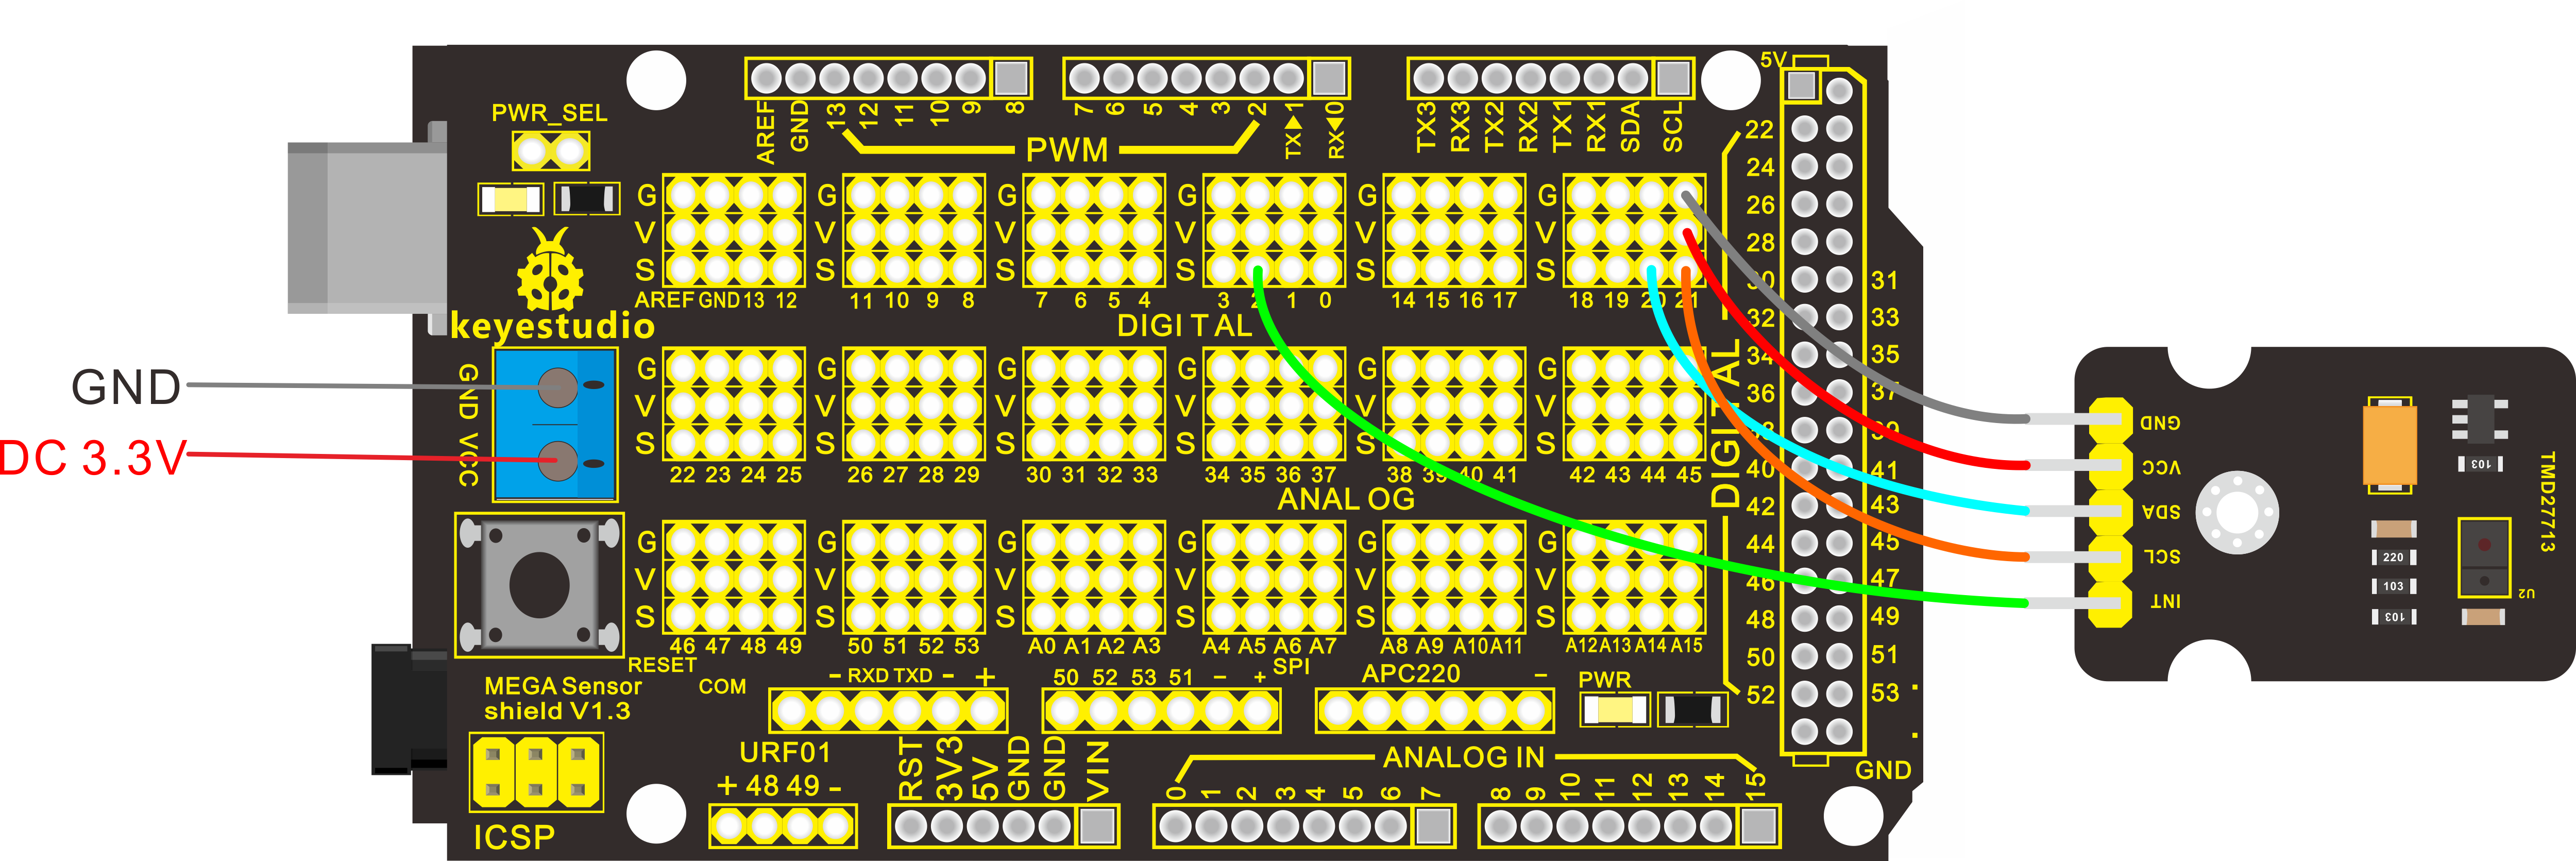 5V
PWR_SEL
AREF GND 13 12 11 10 9 8
7 6 5 4 3 2 TX▶1 RX◀0
TX3 RX3 TX2 RX2 TX1 RX1 SDA SCL
PWM
22
24
26
28
32
34
36
40
42
44
46
48
50
52
31
33
35
37
41
43
45
47
49
51
53
GND
DIGITAL
G G G G G G
V V V V V V
S S S S S S
AREF GND 13 12 11 10 9 8 7 6 5 4 3 2 1 0 14 15 16 17 18 19 20 21
keyestudio
DIGITAL
GND
DC 3.3V
GND VCC
G G G G G G
V V V V V V
S S S S S S
22 23 24 25 26 27 28 29 30 31 32 33 34 35 36 37 38 39 40 41 42 43 44 45
ANALOG
G G G G G G
V V V V V V
S S S S S S
46 47 48 49 50 51 52 53 A0 A1 A2 A3 A4 A5 A6 A7 A8 A9 A10 A11 A12 A13 A14 A15
RESET
COM
- RXD TXD - +
50 52 53 51 - +
SPI
APC220 -
PWR
MEGA Sensor
shield V1.3
URF01
+ 48 49 -
RST 3V3 5V GND GND VIN
ANALOG IN
0 1 2 3 4 5 6 7
8 9 10 11 12 13 14 15
ICSP
GND
VCC
SDA
SCL
INT
103
220
103
103
TMD27713
U2